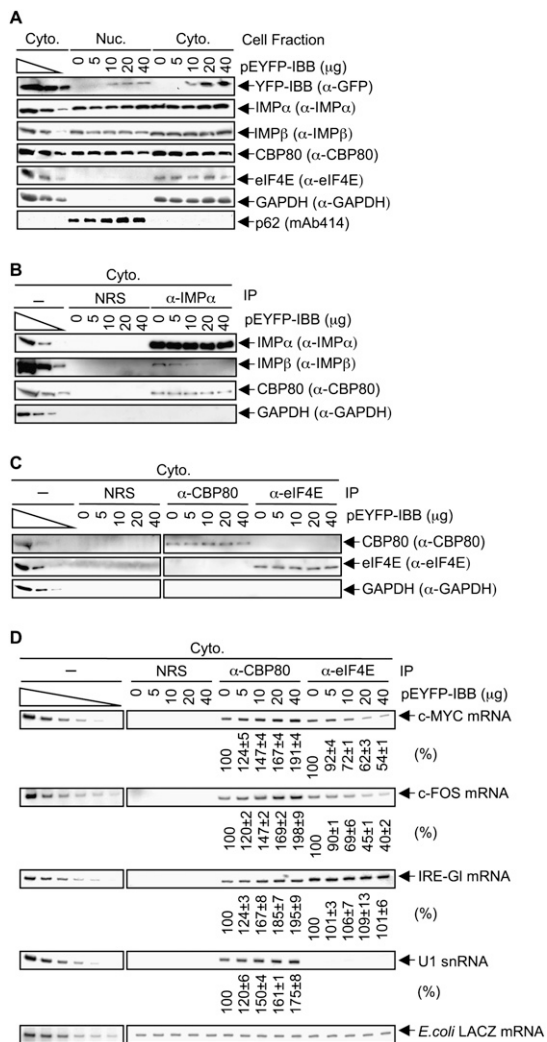 A
Cyto. Nuc. Cyto. Cell Fraction
0 5 10 20 40 0 5 10 20 40 pEYFP-IBB (μg)
YFP-IBB (α-GFP)
IMPα (α-IMPα)
IMPβ (α-IMPβ)
CBP80 (α-CBP80)
eIF4E (α-eIF4E)
GAPDH (α-GAPDH)
p62 (mAb414)
B
Cyto.
– NRS α-IMPα IP
0 5 10 20 40 0 5 10 20 40 pEYFP-IBB (μg)
IMPα (α-IMPα)
IMPβ (α-IMPβ)
CBP80 (α-CBP80)
GAPDH (α-GAPDH)
C
Cyto.
– NRS α-CBP80 α-eIF4E IP
0 5 10 20 40 0 5 10 20 40 0 5 10 20 40 pEYFP-IBB (μg)
CBP80 (α-CBP80)
eIF4E (α-eIF4E)
GAPDH (α-GAPDH)
D
Cyto.
– NRS α-CBP80 α-eIF4E IP
0 5 10 20 40 0 5 10 20 40 0 5 10 20 40 pEYFP-IBB (μg)
c-MYC mRNA
100 124±5 147±4 167±4 191±4 100 92±4 72±1 62±3 54±1 (%)
c-FOS mRNA
100 120±2 147±2 169±2 198±9 100 90±1 69±6 45±1 40±2 (%)
IRE-Gl mRNA
100 124±3 167±8 185±7 195±9 100 101±3 106±7 109±13 101±6 (%)
U1 snRNA
100 120±6 150±4 161±1 175±8 (%)
E.coli LACZ mRNA